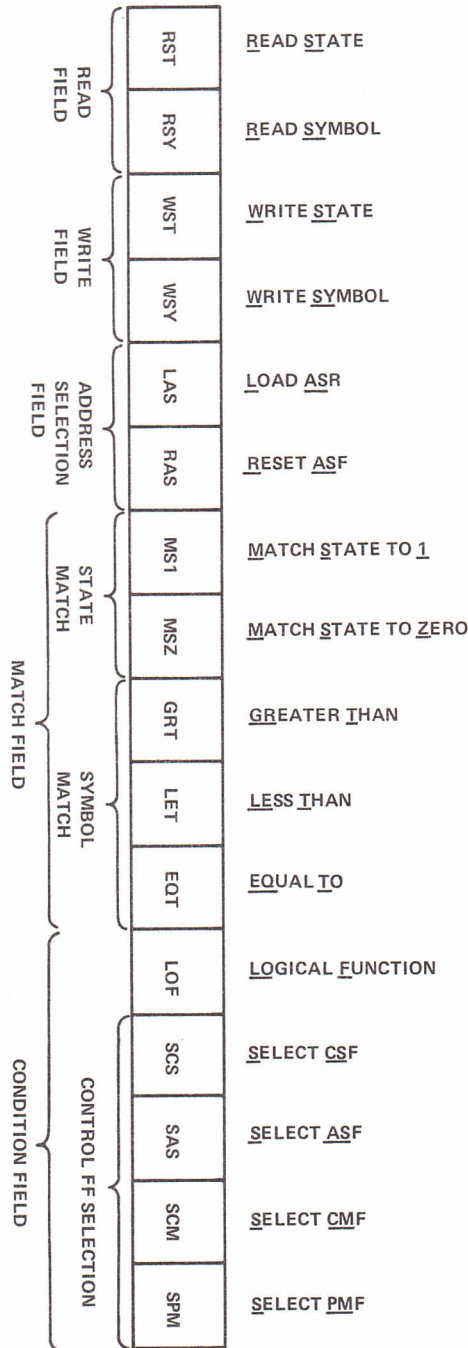 READ STATE
READ SYMBOL
WRITE STATE
WRITE SYMBOL
LOAD ASR
RESET ASF
MATCH STATE TO 1
MATCH STATE TO ZERO
GREATER THAN
LESS THAN
EQUAL TO
LOGICAL FUNCTION
SELECT CSF
SELECT ASF
SELECT CMF
SELECT PMF
RST
RSY
WST
WSY
LAS
RAS
MS1
MSZ
GRT
LET
EQT
LOF
SCS
SAS
SCM
SPM
READ
FIELD
WRITE
FIELD
ADDRESS
SELECTION
FIELD
STATE
MATCH
SYMBOL
MATCH
CONTROL FF SELECTION
MATCH FIELD
CONDITION FIELD